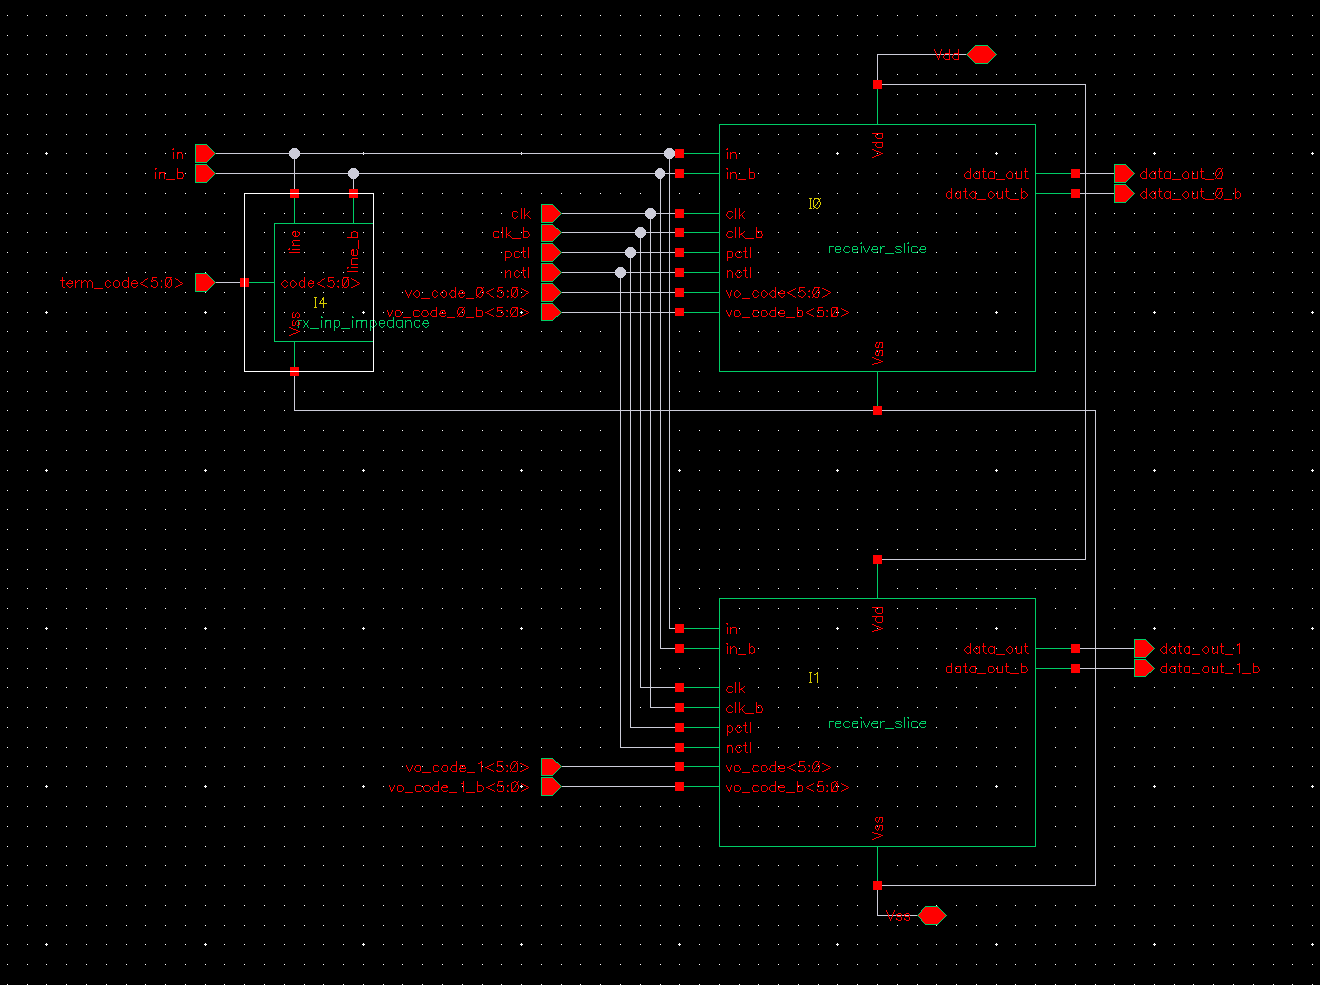 Vdd
in
in_b
line
line_b
term_code<5:0>
code<5:0>
I4
Vss
rx_inp_impedance
clk
clk_b
pctl
nctl
vo_code_0<5:0>
vo_code_0_b<5:0>
Vdd
in
in_b
clk
clk_b
pctl
nctl
vo_code<5:0>
vo_code_b<5:0>
I0
receiver_slice
Vss
data_out
data_out_b
data_out_0
data_out_0_b
Vdd
in
in_b
clk
clk_b
pctl
nctl
vo_code<5:0>
vo_code_b<5:0>
I1
receiver_slice
Vss
data_out
data_out_b
data_out_1
data_out_1_b
vo_code_1<5:0>
vo_code_1_b<5:0>
Vss